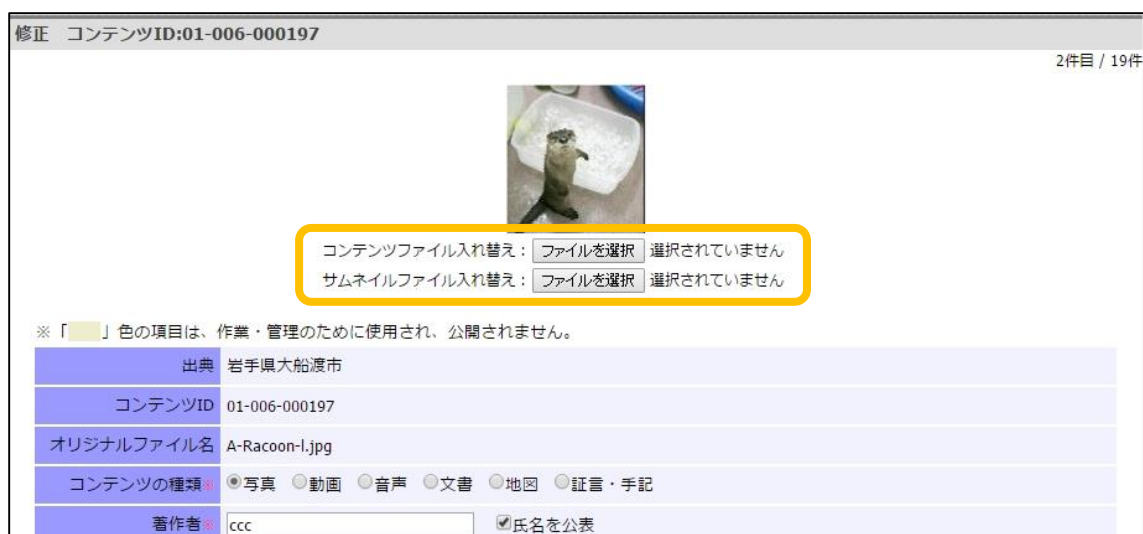 修正 コンテンツID:01-006-000197
2件目 / 19件
コンテンツファイル入れ替え： ファイルを選択 選択されていません
サムネイルファイル入れ替え： ファイルを選択 選択されていません
※「 」色の項目は、作業・管理のために使用され、公開されません。
出典 岩手県大船渡市
コンテンツID 01-006-000197
オリジナルファイル名 A-Racoon-l.jpg
コンテンツの種類※ 写真 動画 音声 文書 地図 証言・手記
著作者※ ccc 氏名を公表